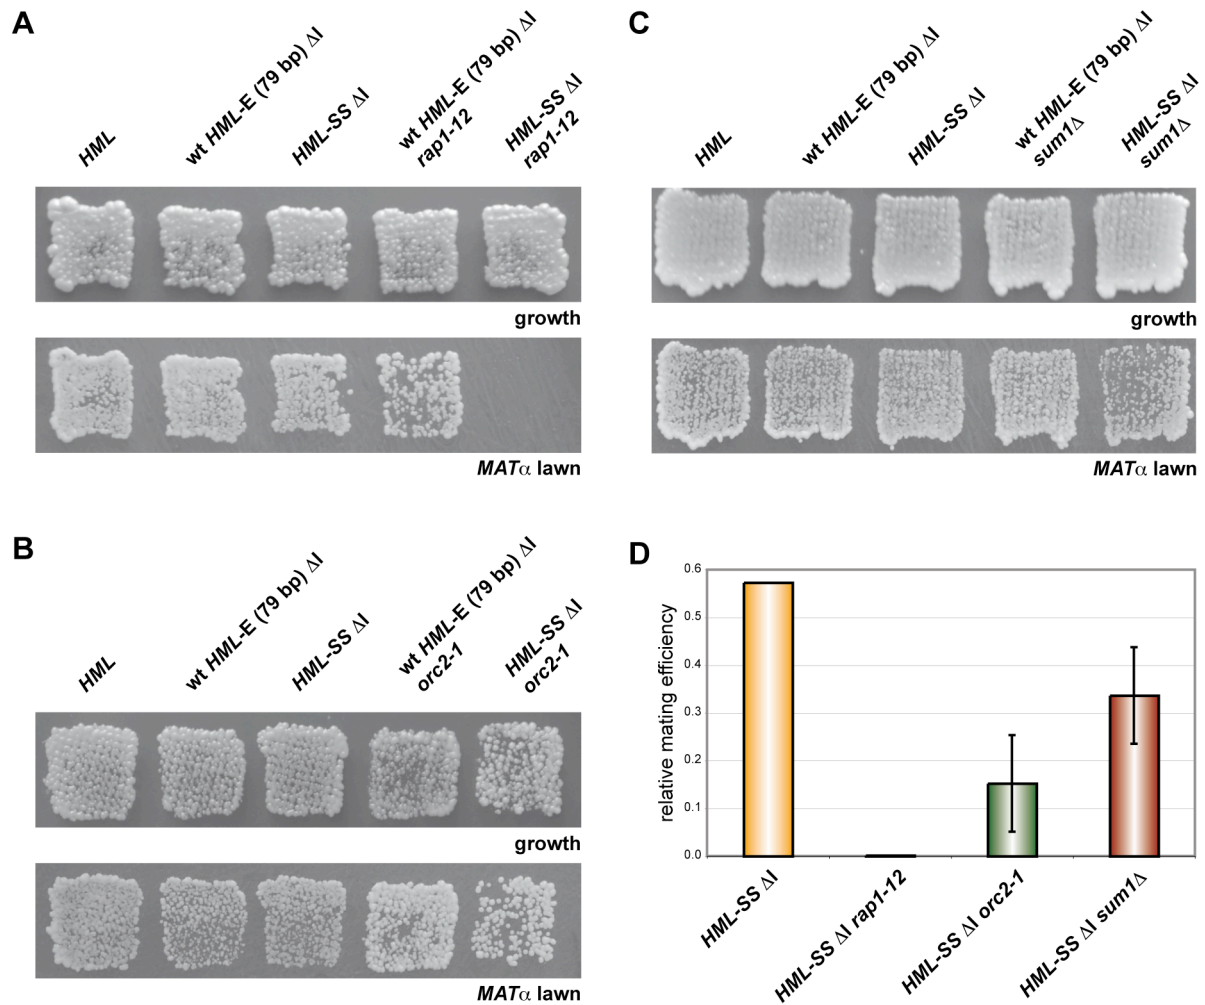 A
HML
wt HML-E (79 bp) ΔI
HML-SS ΔI
wt HML-E (79 bp) ΔI
rap1-12
HML-SS ΔI
rap1-12
growth
MATα lawn
B
HML
wt HML-E (79 bp) ΔI
HML-SS ΔI
wt HML-E (79 bp) ΔI
orc2-1
HML-SS ΔI
orc2-1
growth
MATα lawn
C
HML
wt HML-E (79 bp) ΔI
HML-SS ΔI
wt HML-E (79 bp) ΔI
sum1Δ
HML-SS ΔI
sum1Δ
growth
MATα lawn
D
relative mating efficiency
0.6
0.5
0.4
0.3
0.2
0.1
0.0
HML-SS ΔI
HML-SS ΔI rap1-12
HML-SS ΔI orc2-1
HML-SS ΔI sum1Δ